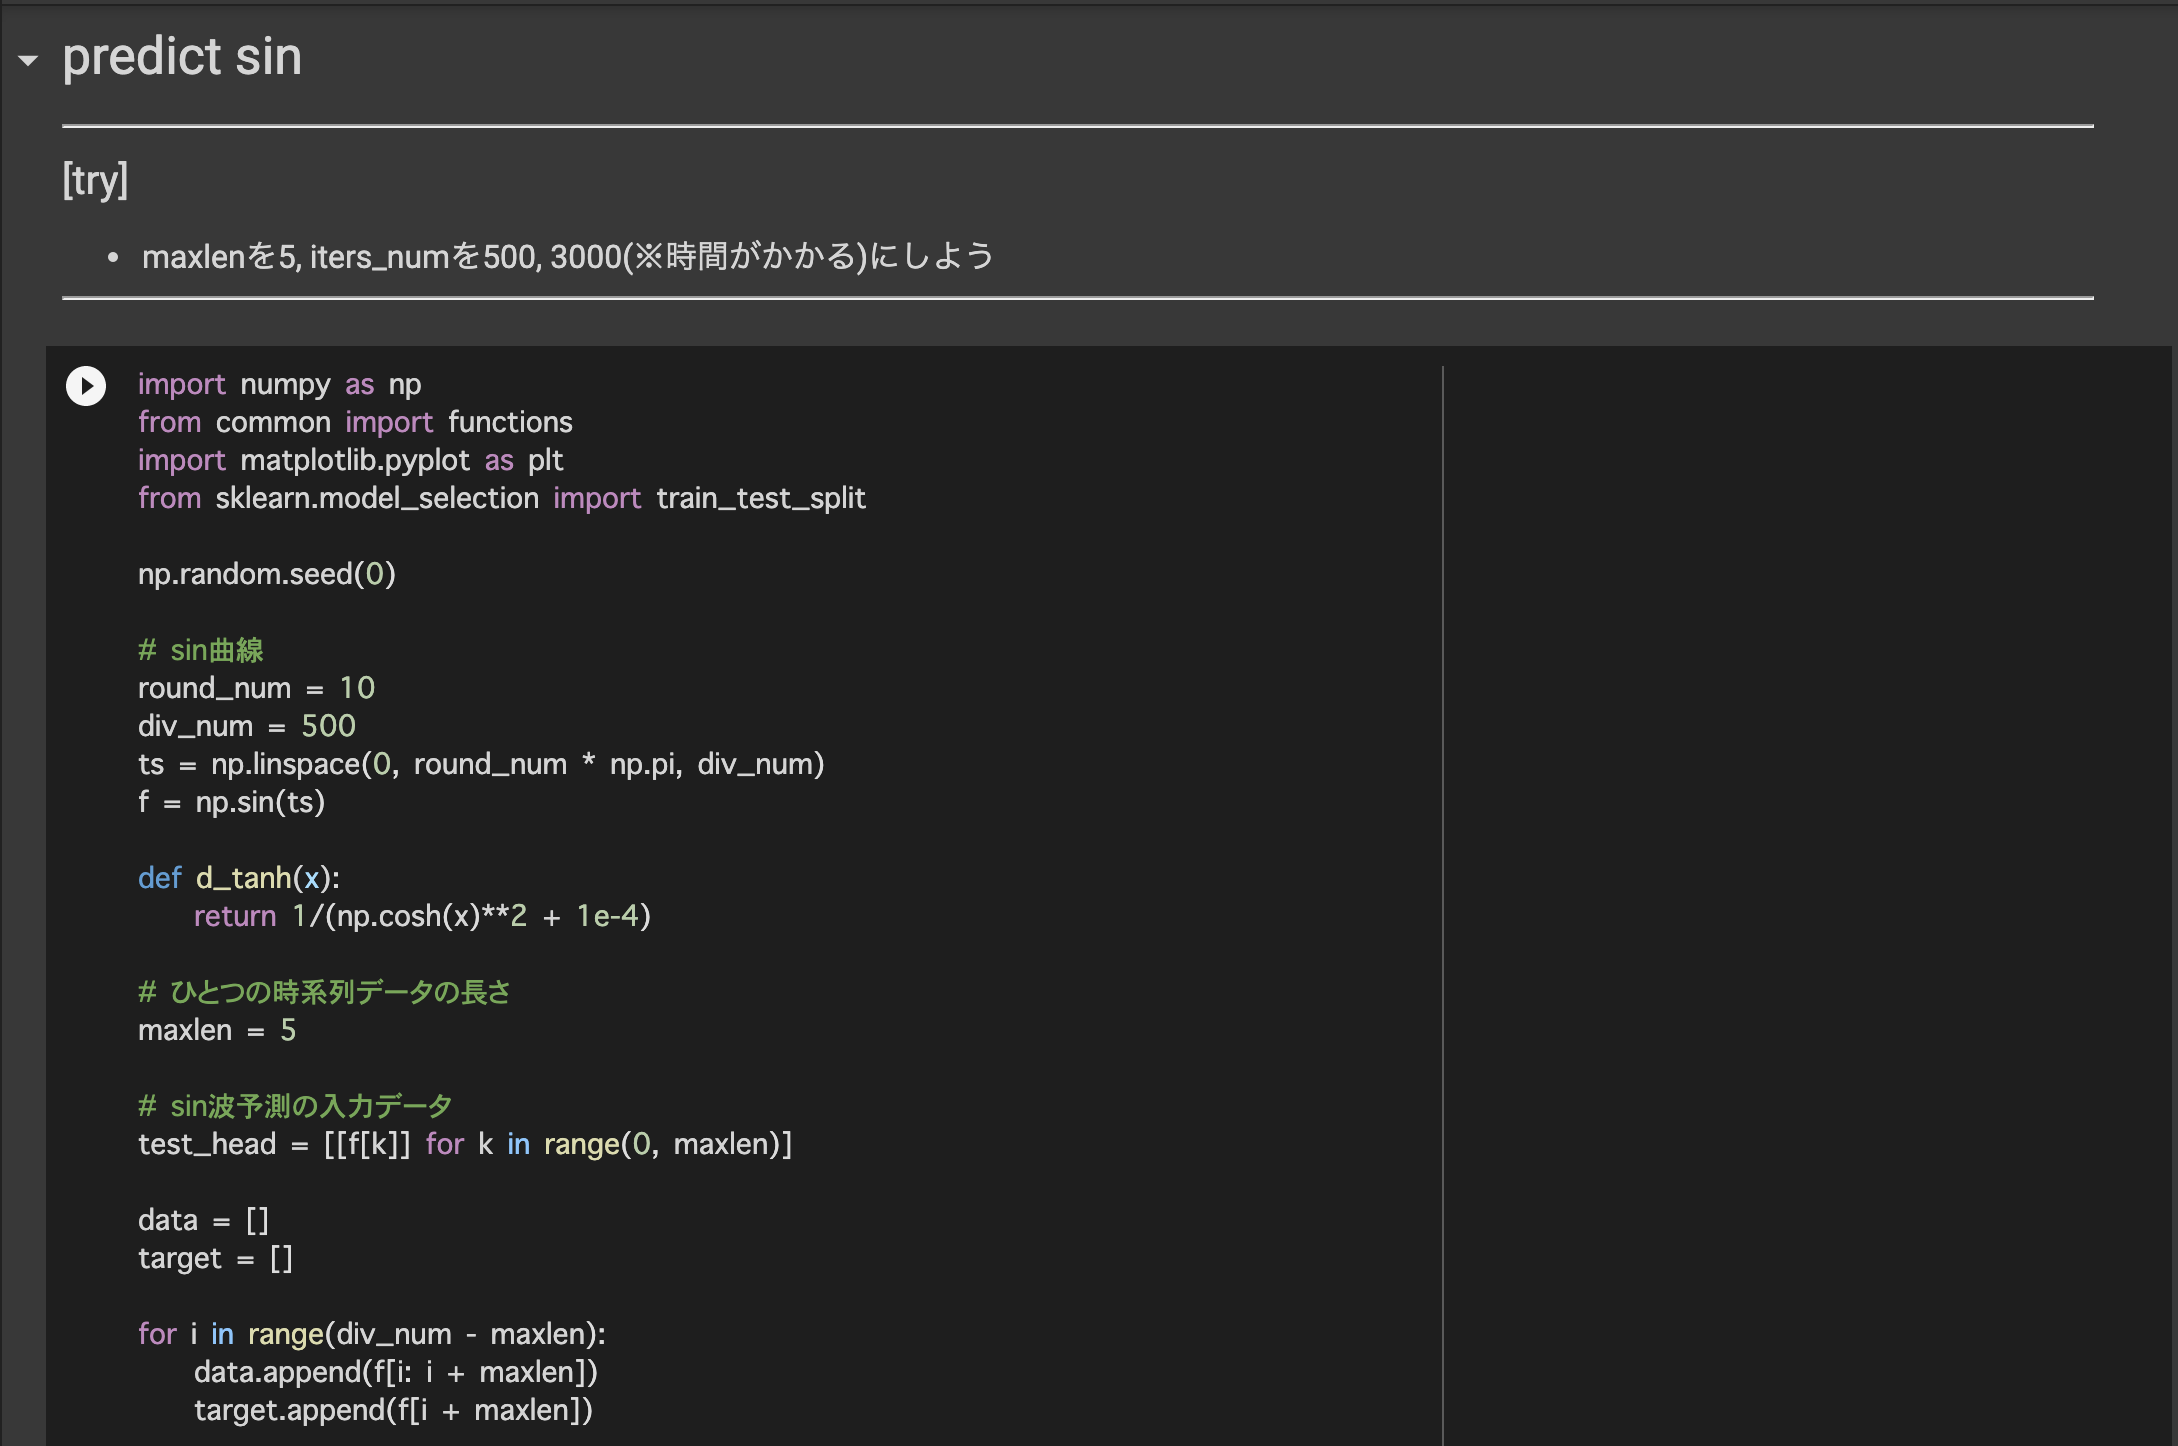 predict sin
[try]
• maxlenを5, iters_numを500, 3000(※時間がかかる)にしよう
import numpy as np
from common import functions
import matplotlib.pyplot as plt
from sklearn.model_selection import train_test_split
np.random.seed(0)
# sin曲線
round_num = 10
div_num = 500
ts = np.linspace(0, round_num * np.pi, div_num)
f = np.sin(ts)
def d_tanh(x):
    return 1/(np.cosh(x)**2 + 1e-4)
# ひとつの時系列データの長さ
maxlen = 5
# sin波予測の入力データ
test_head = [[f[k]] for k in range(0, maxlen)]
data = []
target = []
for i in range(div_num - maxlen):
    data.append(f[i: i + maxlen])
    target.append(f[i + maxlen])